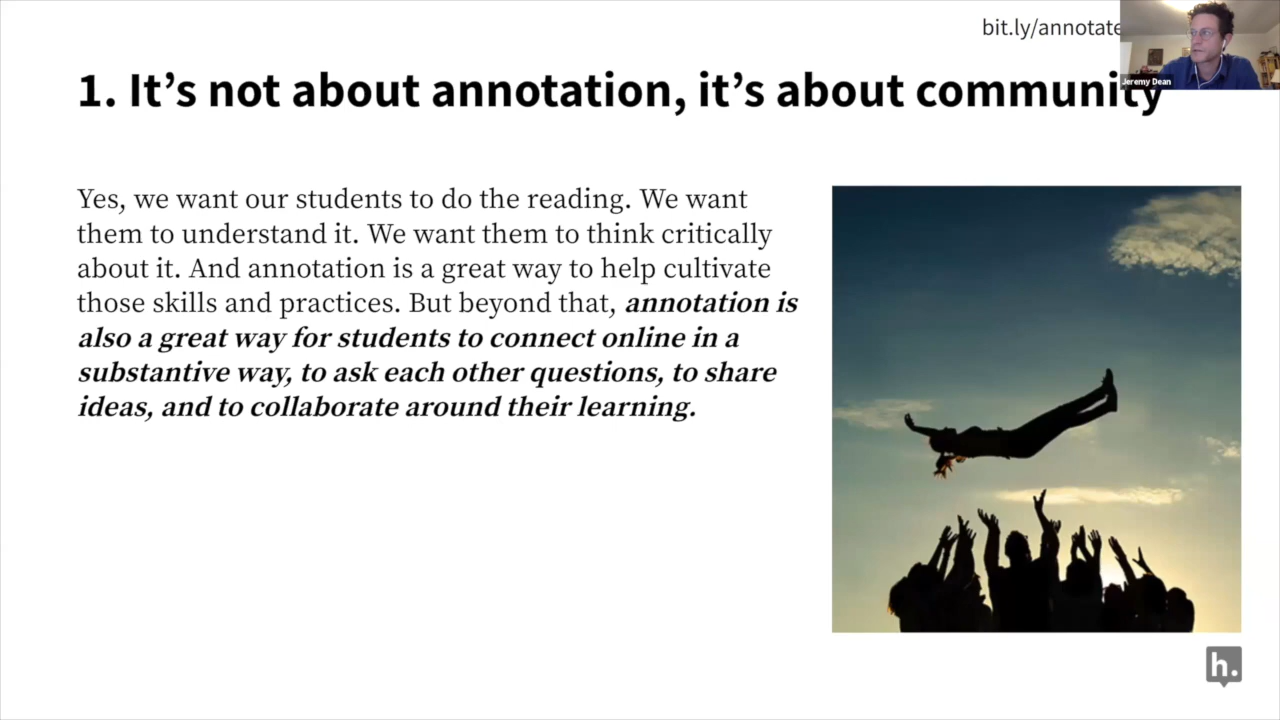 bit.ly/annotate
Jeremy Dean
1. It’s not about annotation, it’s about community
Yes, we want our students to do the reading. We want
them to understand it. We want them to think critically
about it. And annotation is a great way to help cultivate
those skills and practices. But beyond that, annotation is
also a great way for students to connect online in a
substantive way, to ask each other questions, to share
ideas, and to collaborate around their learning.
h.